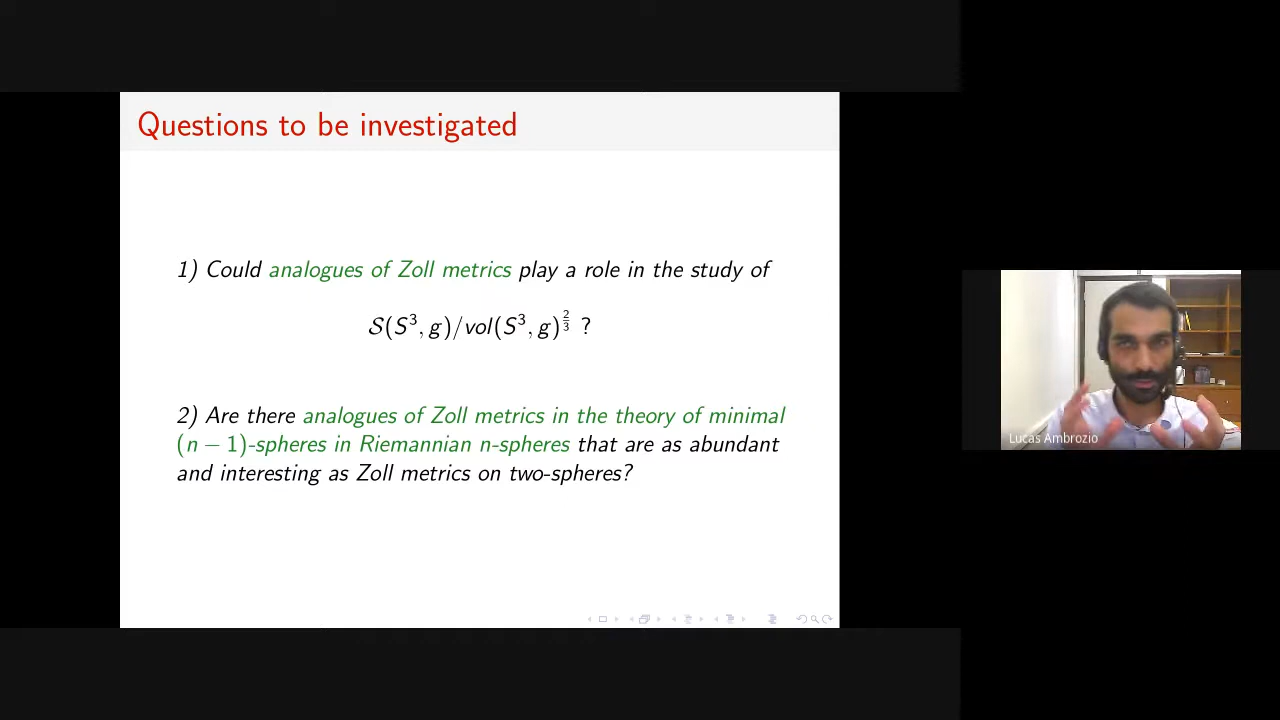 Questions to be investigated
1) Could analogues of Zoll metrics play a role in the study of
𝒮(S³, g)/vol(S³, g)^{2/3} ?
2) Are there analogues of Zoll metrics in the theory of minimal
(n − 1)-spheres in Riemannian n-spheres that are as abundant
and interesting as Zoll metrics on two-spheres?
Lucas Ambrozio